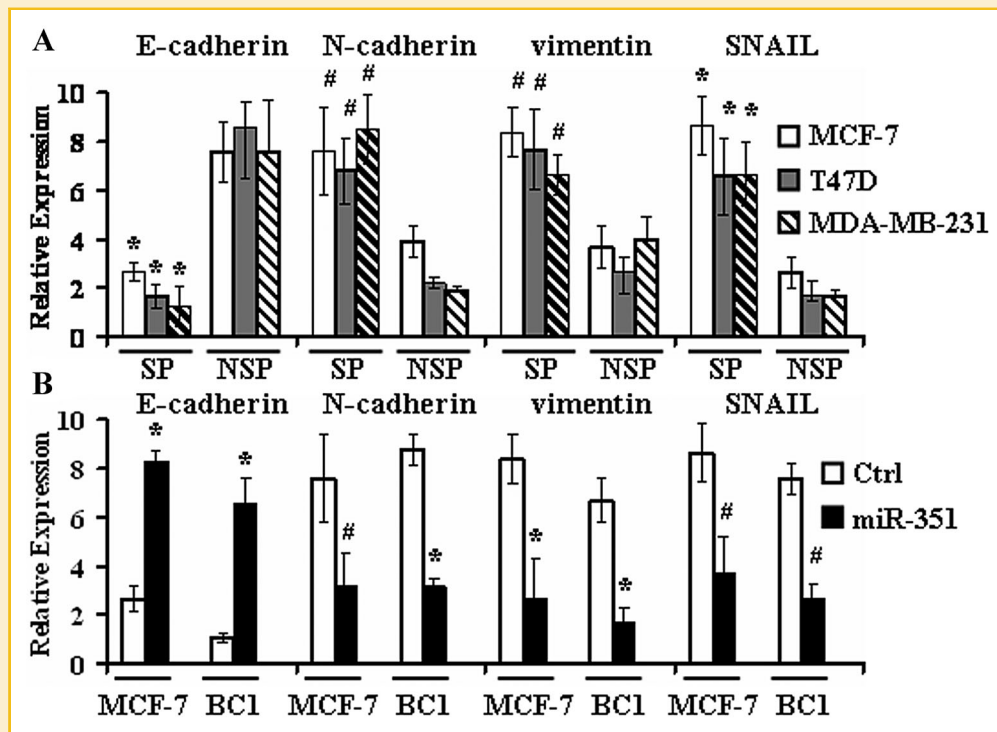 A
E-cadherin N-cadherin vimentin SNAIL
Relative Expression
10
8
6
4
2
0
* * *
# # #
# # #
* * *
MCF-7
T47D
MDA-MB-231
SP NSP SP NSP SP NSP SP NSP
B
E-cadherin N-cadherin vimentin SNAIL
Relative Expression
10
8
6
4
2
0
* * # * * * # #
Ctrl
miR-351
MCF-7 BC1 MCF-7 BC1 MCF-7 BC1 MCF-7 BC1